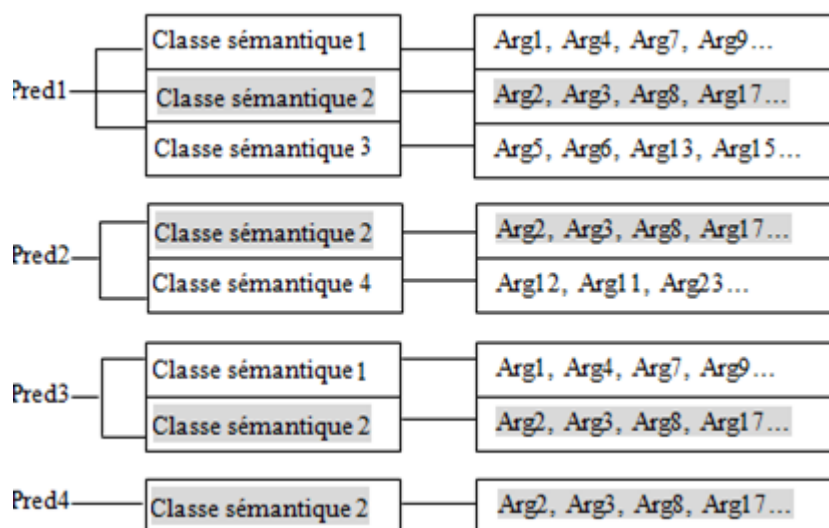 Classe sémantique 1 Arg1, Arg4, Arg7, Arg9...
Pred1 Classe sémantique 2 Arg2, Arg3, Arg8, Arg17...
Classe sémantique 3 Arg5, Arg6, Arg13, Arg15...
Classe sémantique 2 Arg2, Arg3, Arg8, Arg17...
Pred2
Classe sémantique 4 Arg12, Arg11, Arg23...
Classe sémantique 1 Arg1, Arg4, Arg7, Arg9...
Pred3
Classe sémantique 2 Arg2, Arg3, Arg8, Arg17...
Pred4 Classe sémantique 2 Arg2, Arg3, Arg8, Arg17...